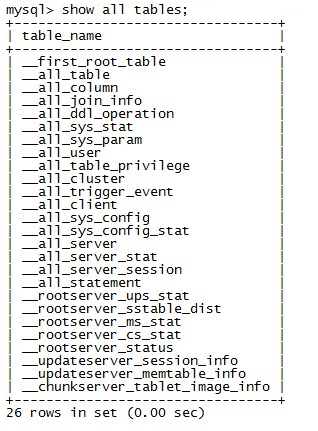 mysql> show all tables;
+-------------------------------+
| table_name                    |
+-------------------------------+
| __first_root_table            |
| __all_table                   |
| __all_column                  |
| __all_join_info               |
| __all_ddl_operation           |
| __all_sys_stat                |
| __all_sys_param               |
| __all_user                    |
| __all_table_privilege         |
| __all_cluster                 |
| __all_trigger_event           |
| __all_client                  |
| __all_sys_config              |
| __all_sys_config_stat         |
| __all_server                  |
| __all_server_stat             |
| __all_server_session          |
| __all_statement               |
| __rootserver_ups_stat         |
| __rootserver_sstable_dist     |
| __rootserver_ms_stat          |
| __rootserver_cs_stat          |
| __rootserver_status           |
| __updateserver_session_info   |
| __updateserver_memtable_info  |
| __chunkserver_tablet_image_info |
+-------------------------------+
26 rows in set (0.00 sec)